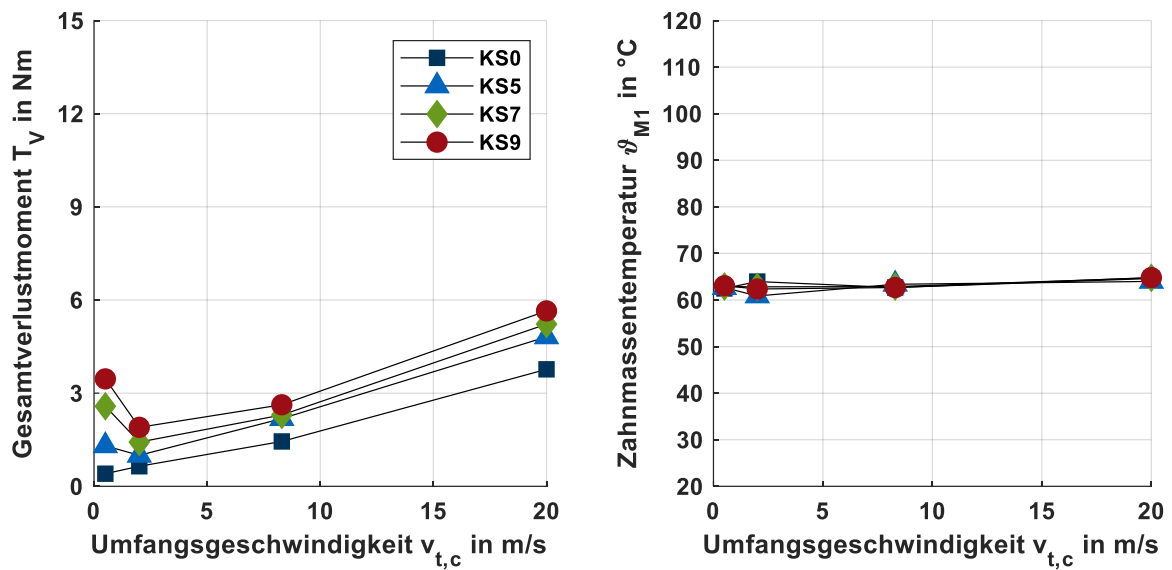 Gesamtverlustmoment T_V in Nm
15
12
9
6
3
0
0 5 10 15 20
Umfangsgeschwindigkeit v_t,c in m/s
KS0
KS5
KS7
KS9
Zahnmassentemperatur ϑ_M1 in °C
120
110
100
90
80
70
60
50
40
30
20
0 5 10 15 20
Umfangsgeschwindigkeit v_t,c in m/s